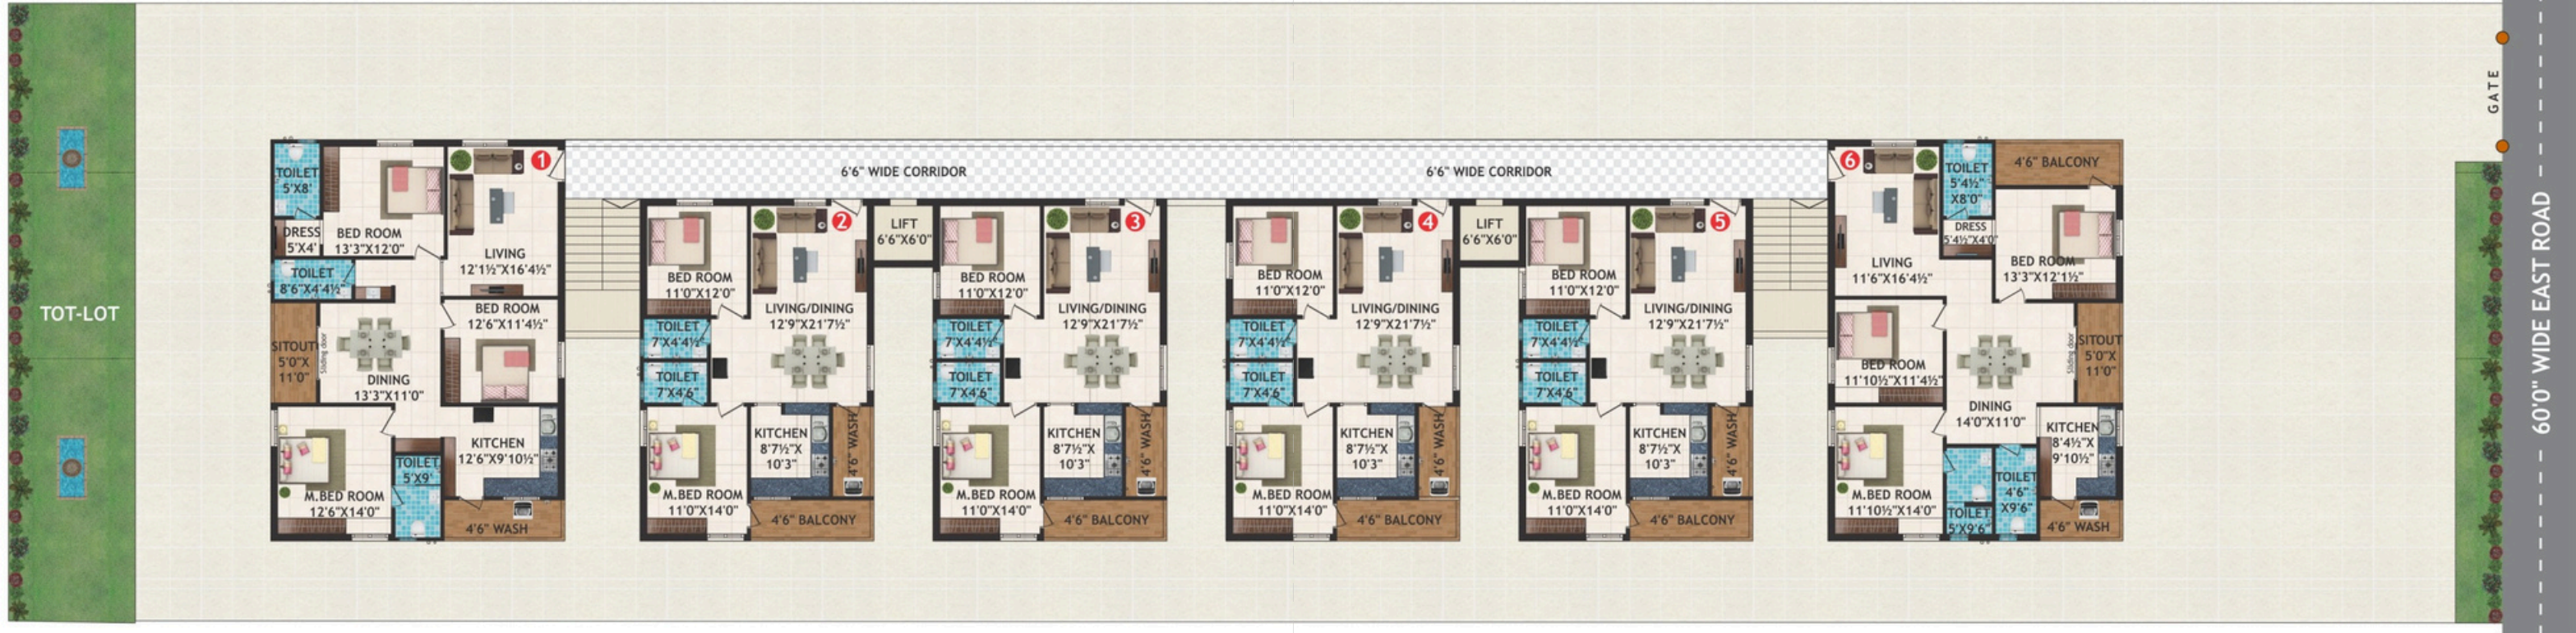 TOT-LOT
TOILET
5'X8'
DRESS
5'X4'
BED ROOM
13'3"X12'0"
1
LIVING
12'1½"X16'4½"
TOILET
8'6"X4'4½"
SITOUT
5'0"X
11'0"
Sliding door
DINING
13'3"X11'0"
BED ROOM
12'6"X11'4½"
M.BED ROOM
12'6"X14'0"
TOILET
5'X9'
KITCHEN
12'6"X9'10½"
4'6" WASH
6'6" WIDE CORRIDOR
6'6" WIDE CORRIDOR
BED ROOM
11'0"X12'0"
2
LIVING/DINING
12'9"X21'7½"
TOILET
7'X4'4½"
TOILET
7'X4'6"
M.BED ROOM
11'0"X14'0"
KITCHEN
8'7½"X
10'3"
4'6" WASH
4'6" BALCONY
LIFT
6'6"X6'0"
BED ROOM
11'0"X12'0"
3
LIVING/DINING
12'9"X21'7½"
TOILET
7'X4'4½"
TOILET
7'X4'6"
M.BED ROOM
11'0"X14'0"
KITCHEN
8'7½"X
10'3"
4'6" WASH
4'6" BALCONY
BED ROOM
11'0"X12'0"
4
LIVING/DINING
12'9"X21'7½"
TOILET
7'X4'4½"
TOILET
7'X4'6"
M.BED ROOM
11'0"X14'0"
KITCHEN
8'7½"X
10'3"
4'6" WASH
4'6" BALCONY
LIFT
6'6"X6'0"
BED ROOM
11'0"X12'0"
5
LIVING/DINING
12'9"X21'7½"
TOILET
7'X4'4½"
TOILET
7'X4'6"
M.BED ROOM
11'0"X14'0"
KITCHEN
8'7½"X
10'3"
4'6" WASH
4'6" BALCONY
6
LIVING
11'6"X16'4½"
TOILET
5'4½"
X8'0"
4'6" BALCONY
DRESS
5'4½"X4'0"
BED ROOM
13'3"X12'1½"
BED ROOM
11'10½"X11'4½"
Sliding door
SITOUT
5'0"X
11'0"
DINING
14'0"X11'0"
M.BED ROOM
11'10½"X14'0"
TOILET
5'X9'6"
TOILET
4'6"
X9'6"
KITCHEN
8'4½"X
9'10½"
4'6" WASH
GATE
60'0" WIDE EAST ROAD